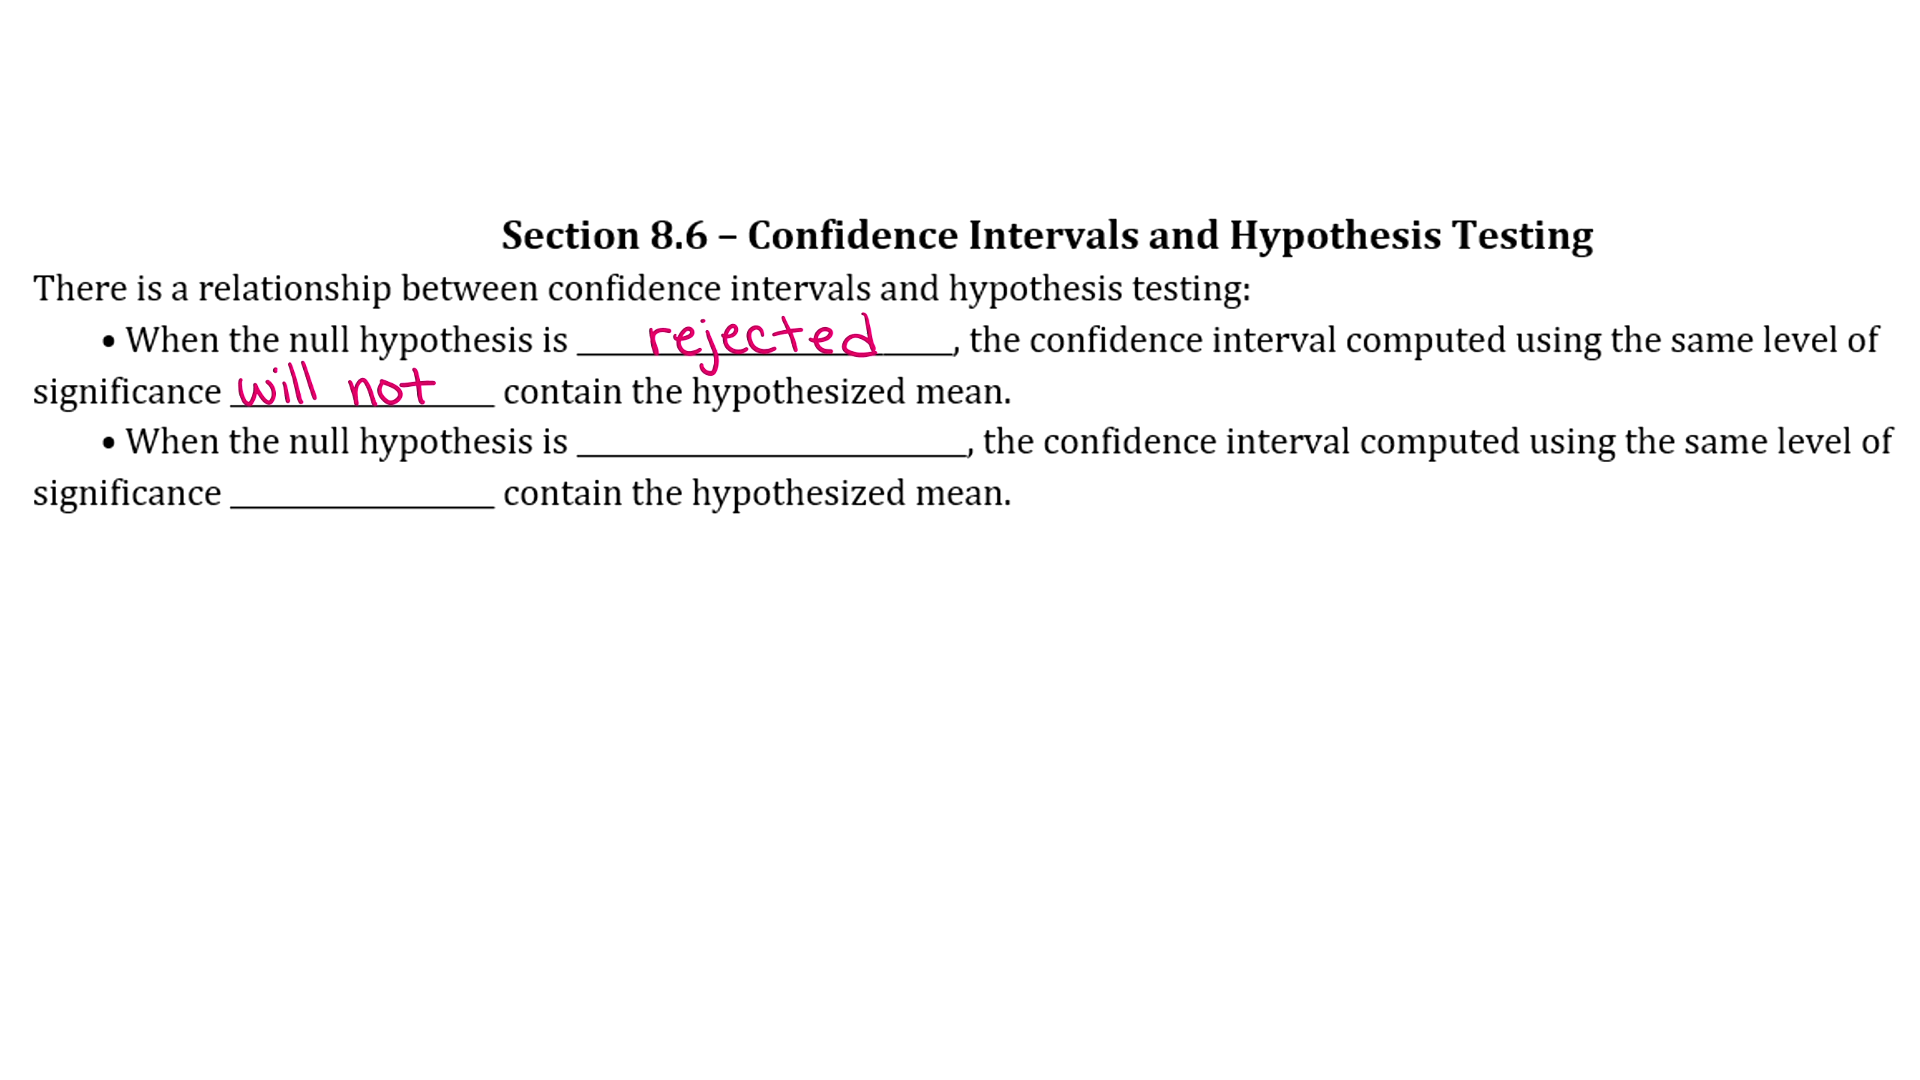 Section 8.6 – Confidence Intervals and Hypothesis Testing
There is a relationship between confidence intervals and hypothesis testing:
• When the null hypothesis is rejected, the confidence interval computed using the same level of
significance will not contain the hypothesized mean.
• When the null hypothesis is ____________________, the confidence interval computed using the same level of
significance ______________ contain the hypothesized mean.